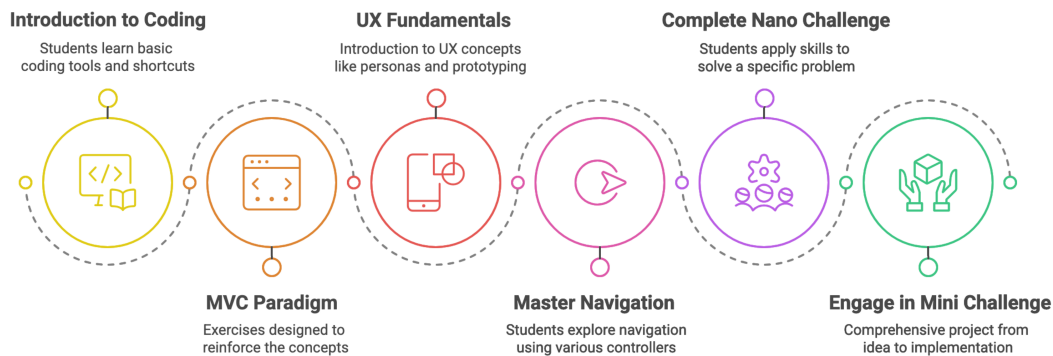 Introduction to Coding
Students learn basic
coding tools and shortcuts
MVC Paradigm
Exercises designed to
reinforce the concepts
UX Fundamentals
Introduction to UX concepts
like personas and prototyping
Master Navigation
Students explore navigation
using various controllers
Complete Nano Challenge
Students apply skills to
solve a specific problem
Engage in Mini Challenge
Comprehensive project from
idea to implementation